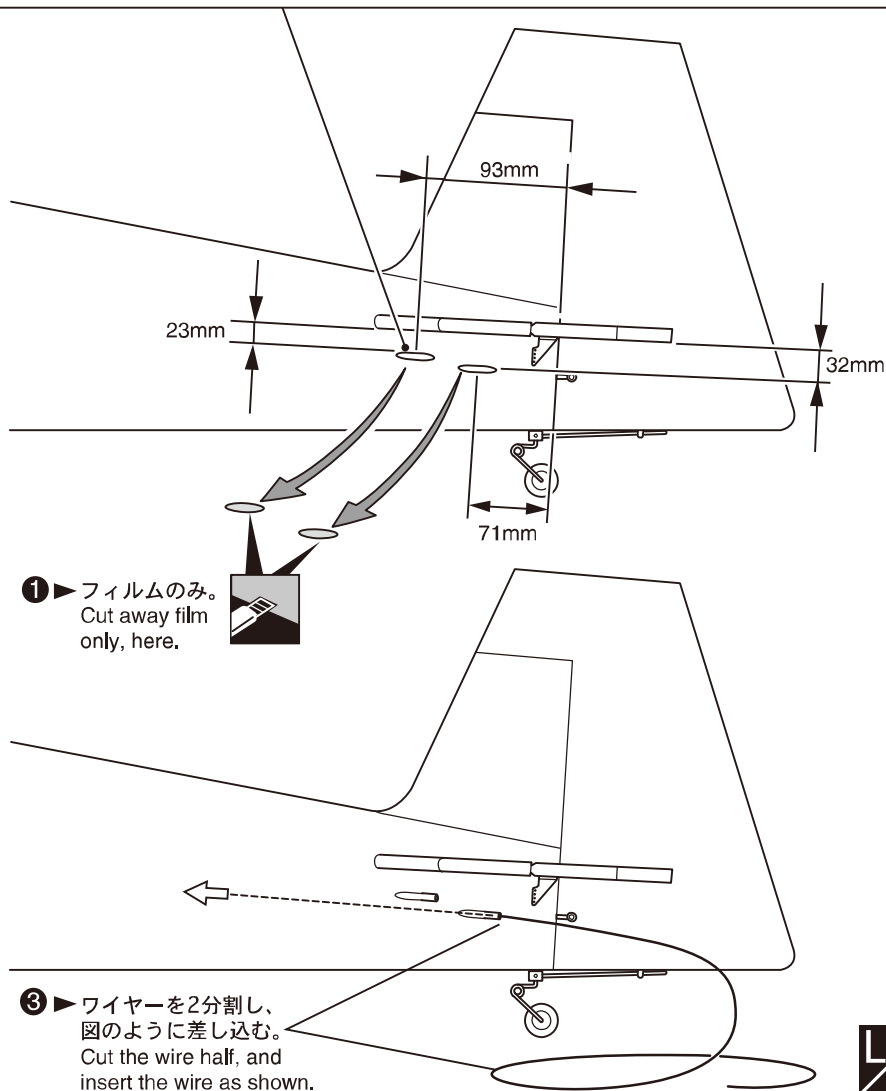 93mm
23mm
32mm
71mm
❶ ▶ フィルムのみ。
Cut away film
only, here.
❸ ▶ ワイヤーを2分割し、
図のように差し込む。
Cut the wire half, and
insert the wire as shown.
L